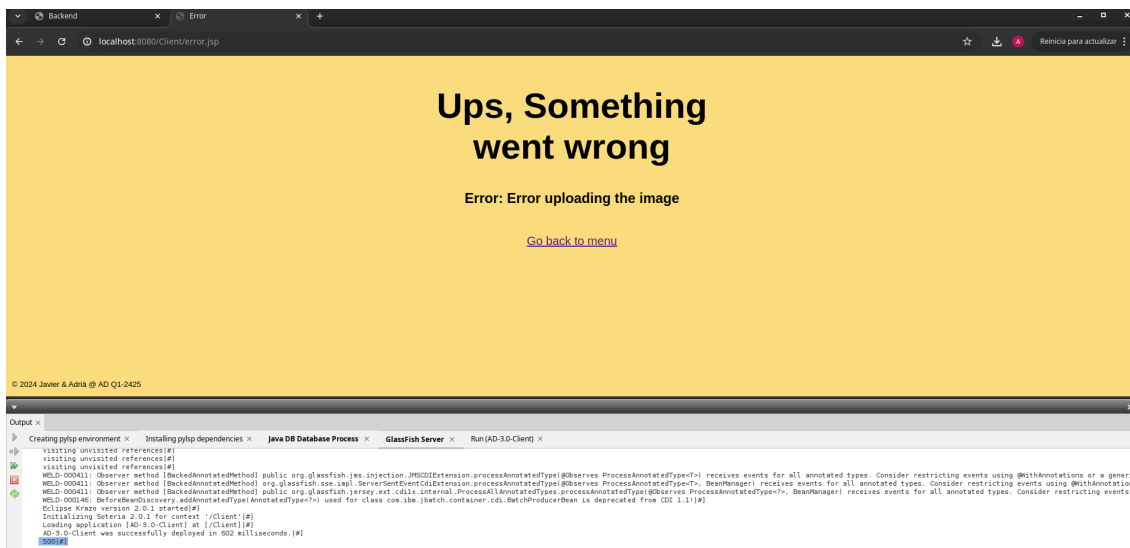 Backend
Error
localhost:8080/Client/error.jsp
A
Reinicia para actualizar
Ups, Something
went wrong
Error: Error uploading the image
Go back to menu
© 2024 Javier & Adria @ AD Q1-2425
Output
Creating pylsp environment
Installing pylsp dependencies
Java DB Database Process
GlassFish Server
Run (AD-3.0-Client)
visiting unvisited references|#]
visiting unvisited references|#]
visiting unvisited references|#]
WELD-000411: Observer method [BackedAnnotatedMethod] public org.glassfish.jms.injection.JMSCDIExtension.processAnnotatedType(@Observes ProcessAnnotatedType<T>) receives events for all annotated types. Consider restricting events using @WithAnnotations or a gener
WELD-000411: Observer method [BackedAnnotatedMethod] org.glassfish.sse.impl.ServerSentEventCdiExtension.processAnnotatedType(@Observes ProcessAnnotatedType<T>, BeanManager) receives events for all annotated types. Consider restricting events using @WithAnnotatio
WELD-000411: Observer method [BackedAnnotatedMethod] public org.glassfish.jersey.ext.cdi1x.internal.ProcessAllAnnotatedTypes.processAnnotatedType(@Observes ProcessAnnotatedType<?>, BeanManager) receives events for all annotated types. Consider restricting events
WELD-000146: BeforeBeanDiscovery.addAnnotatedType(AnnotatedType<?>) used for class com.ibm.jbatch.container.cdi.BatchProducerBean is deprecated from CDI 1.1!|#]
Eclipse Krazo version 2.0.1 started|#]
Initializing Soteria 2.0.1 for context '/Client'|#]
Loading application [AD-3.0-Client] at [/Client]|#]
AD-3.0-Client was successfully deployed in 602 milliseconds.|#]
500|#]